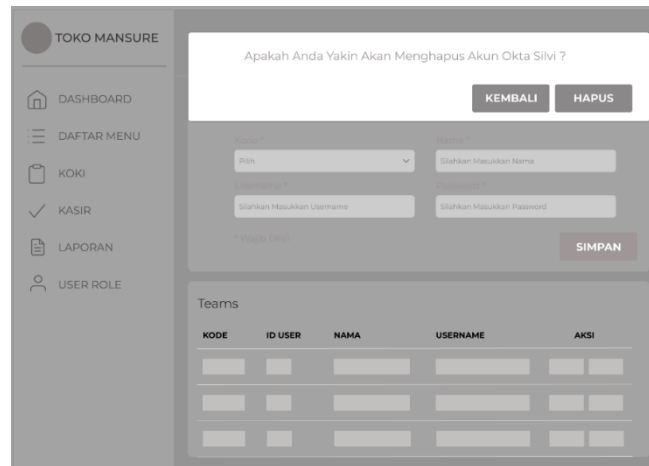 TOKO MANSURE
DASHBOARD
DAFTAR MENU
KOKI
KASIR
LAPORAN
USER ROLE
Apakah Anda Yakin Akan Menghapus Akun Okta Silvi ?
KEMBALI HAPUS
Kode * Nama *
Pilih Silahkan Masukkan Nama
Username * Password *
Silahkan Masukkan Username Silahkan Masukkan Password
* Wajib Diisi
SIMPAN
Teams
KODE ID USER NAMA USERNAME AKSI